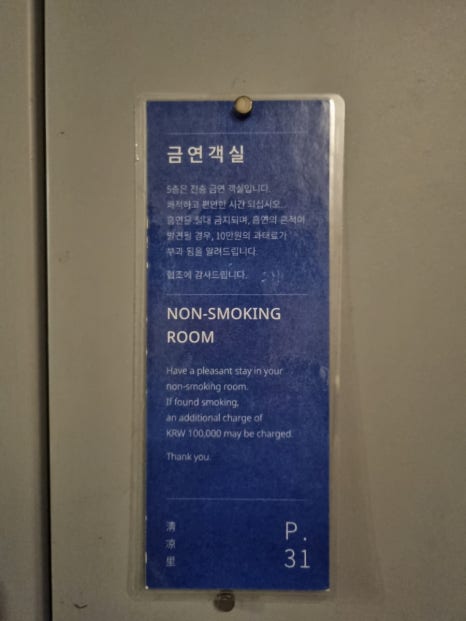 금연객실
5층은 전층 금연 객실입니다.
쾌적하고 편안한 시간 되십시오.
흡연은 절대 금지되며, 흡연의 흔적이
발견될 경우, 10만원의 과태료가
부과 됨을 알려드립니다.
협조에 감사드립니다.
NON-SMOKING
ROOM
Have a pleasant stay in your
non-smoking room.
If found smoking,
an additional charge of
KRW 100,000 may be charged.
Thank you.
清
凉
里
P.
31